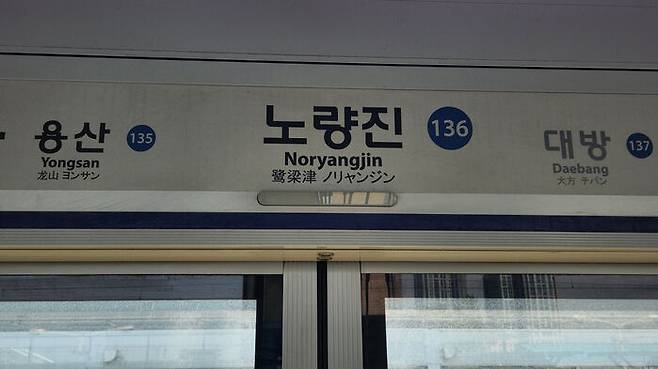 용산 135
Yongsan
龙山 ヨンサン
노량진 136
Noryangjin
鹭梁津 ノリャンジン
대방 137
Daebang
大方 テバン